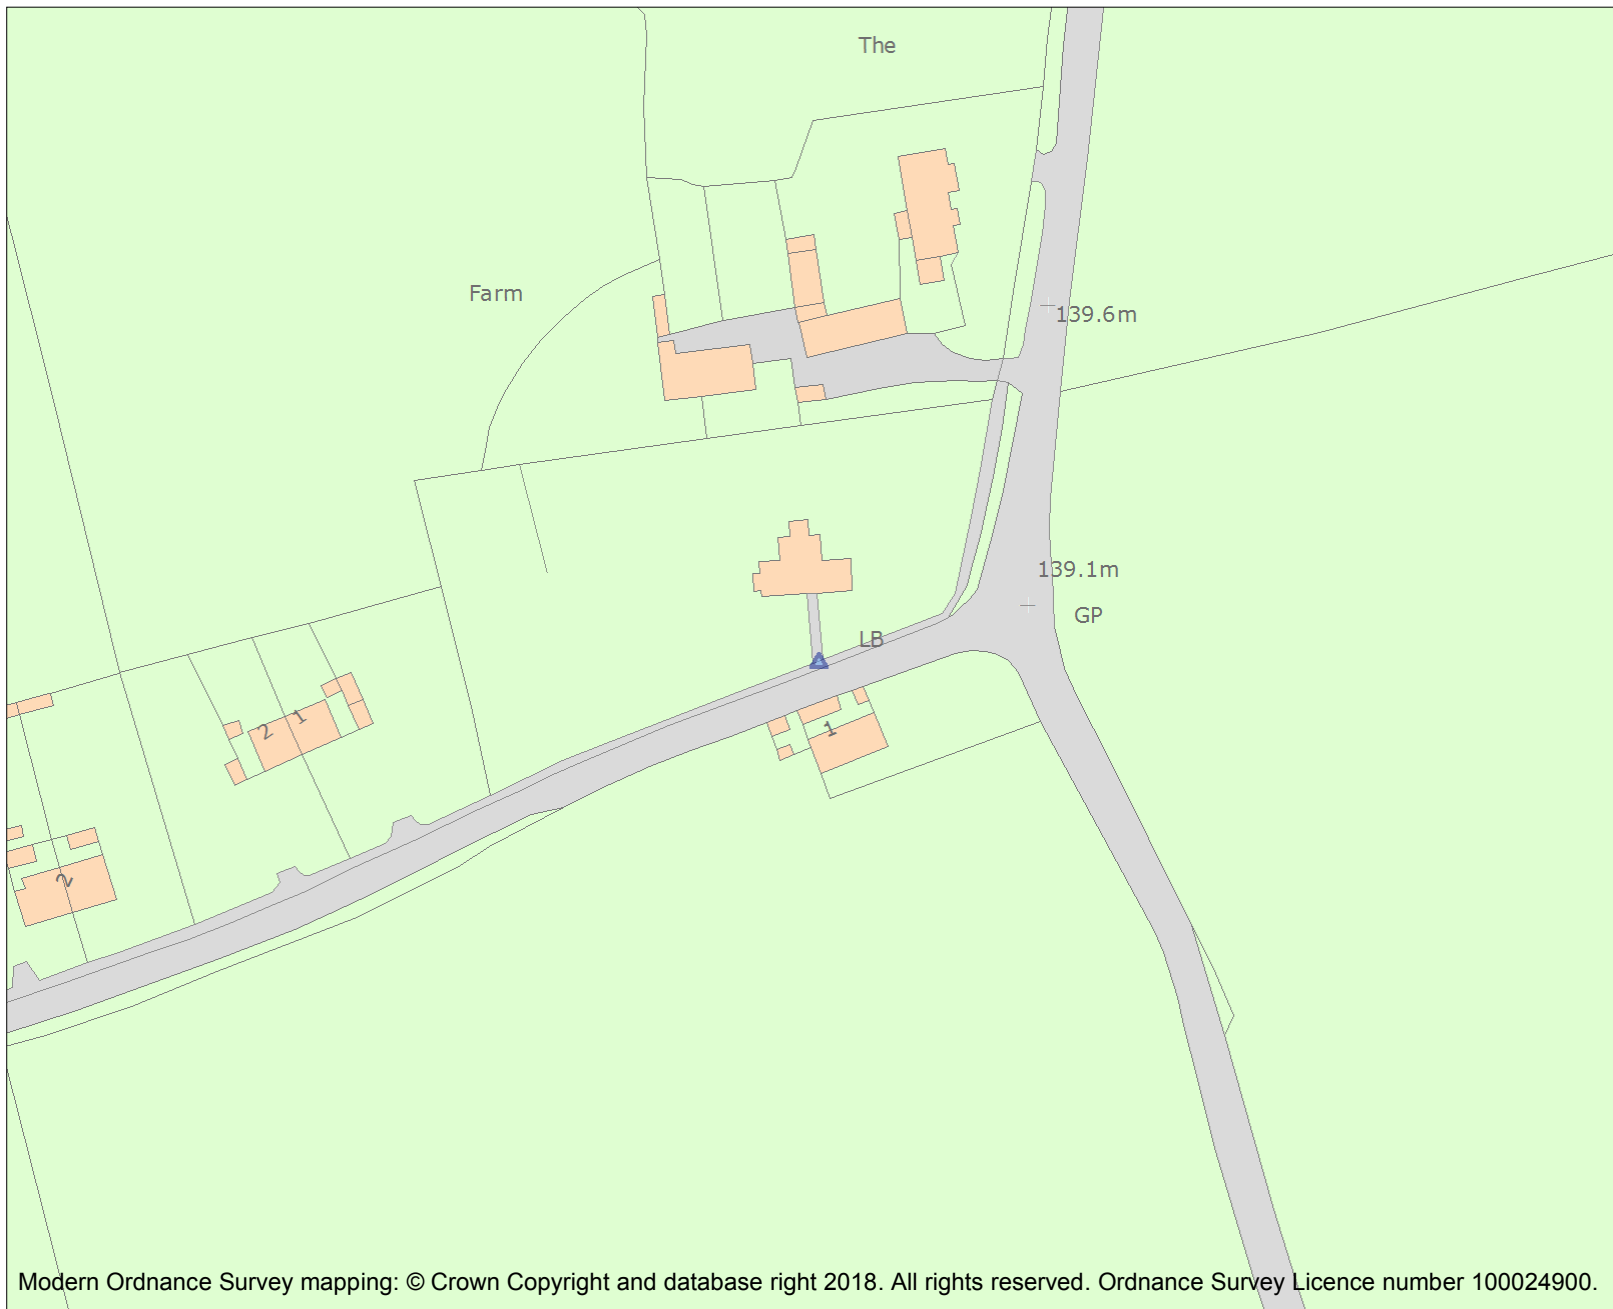 The
Farm
139.6m
139.1m
GP
LB
2 1
1
2
Modern Ordnance Survey mapping: © Crown Copyright and database right 2018. All rights reserved. Ordnance Survey Licence number 100024900.